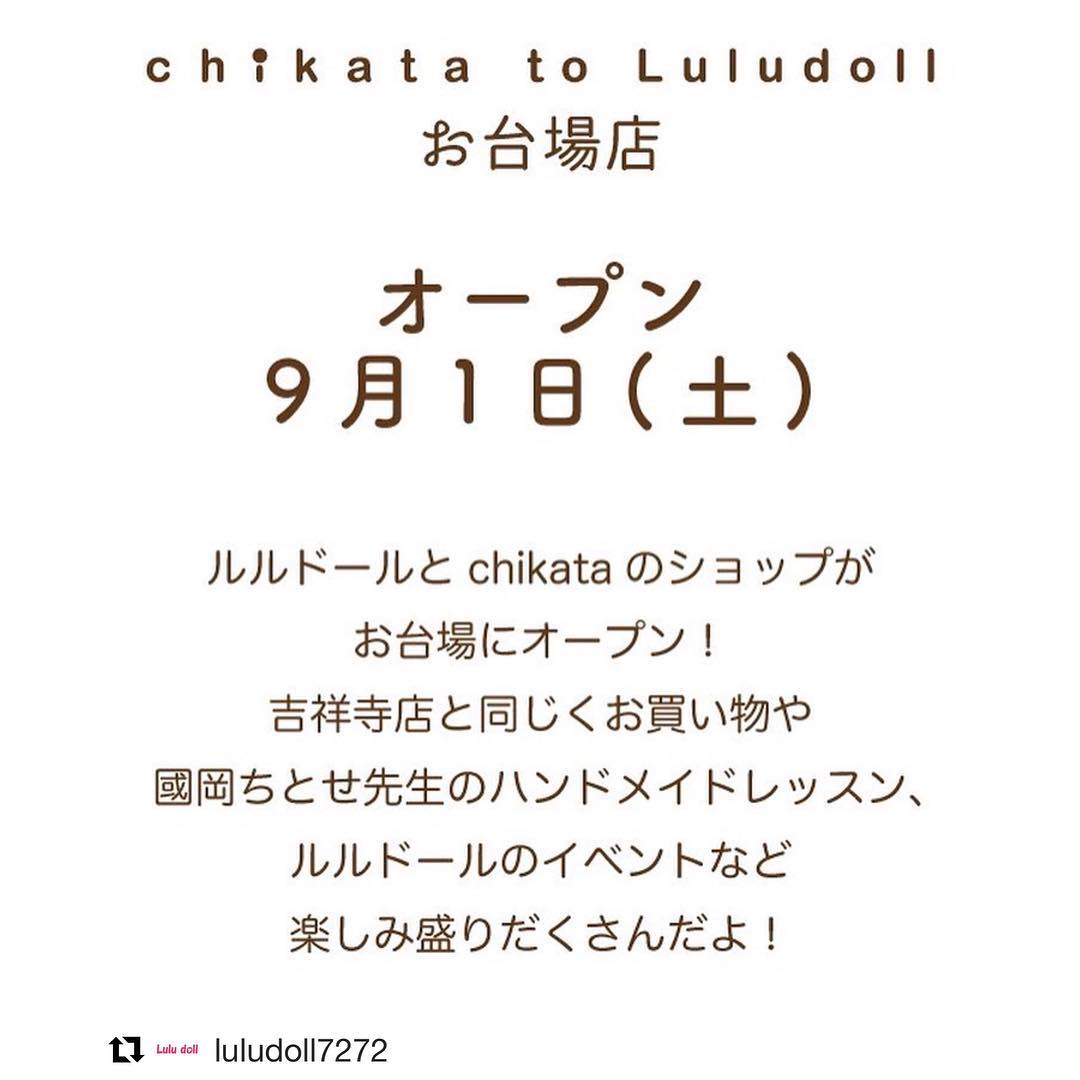 chikata to Luludoll
お台場店
オープン
9月1日(土)
ルルドールと chikata のショップが
お台場にオープン！
吉祥寺店と同じくお買い物や
國岡ちとせ先生のハンドメイドレッスン、
ルルドールのイベントなど
楽しみ盛りだくさんだよ！
Lulu doll luludoll7272